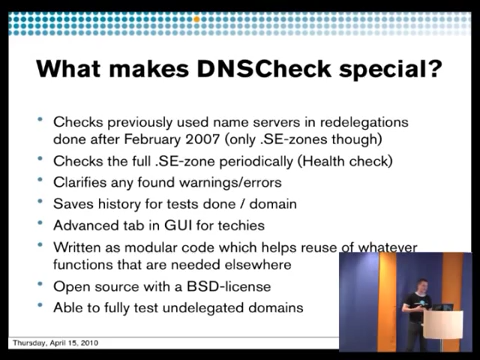 What makes DNSCheck special?
• Checks previously used name servers in redelegations
done after February 2007 (only .SE-zones though)
• Checks the full .SE-zone periodically (Health check)
• Clarifies any found warnings/errors
• Saves history for tests done / domain
• Advanced tab in GUI for techies
• Written as modular code which helps reuse of whatever
functions that are needed elsewhere
• Open source with a BSD-license
• Able to fully test undelegated domains
Thursday, April 15, 2010